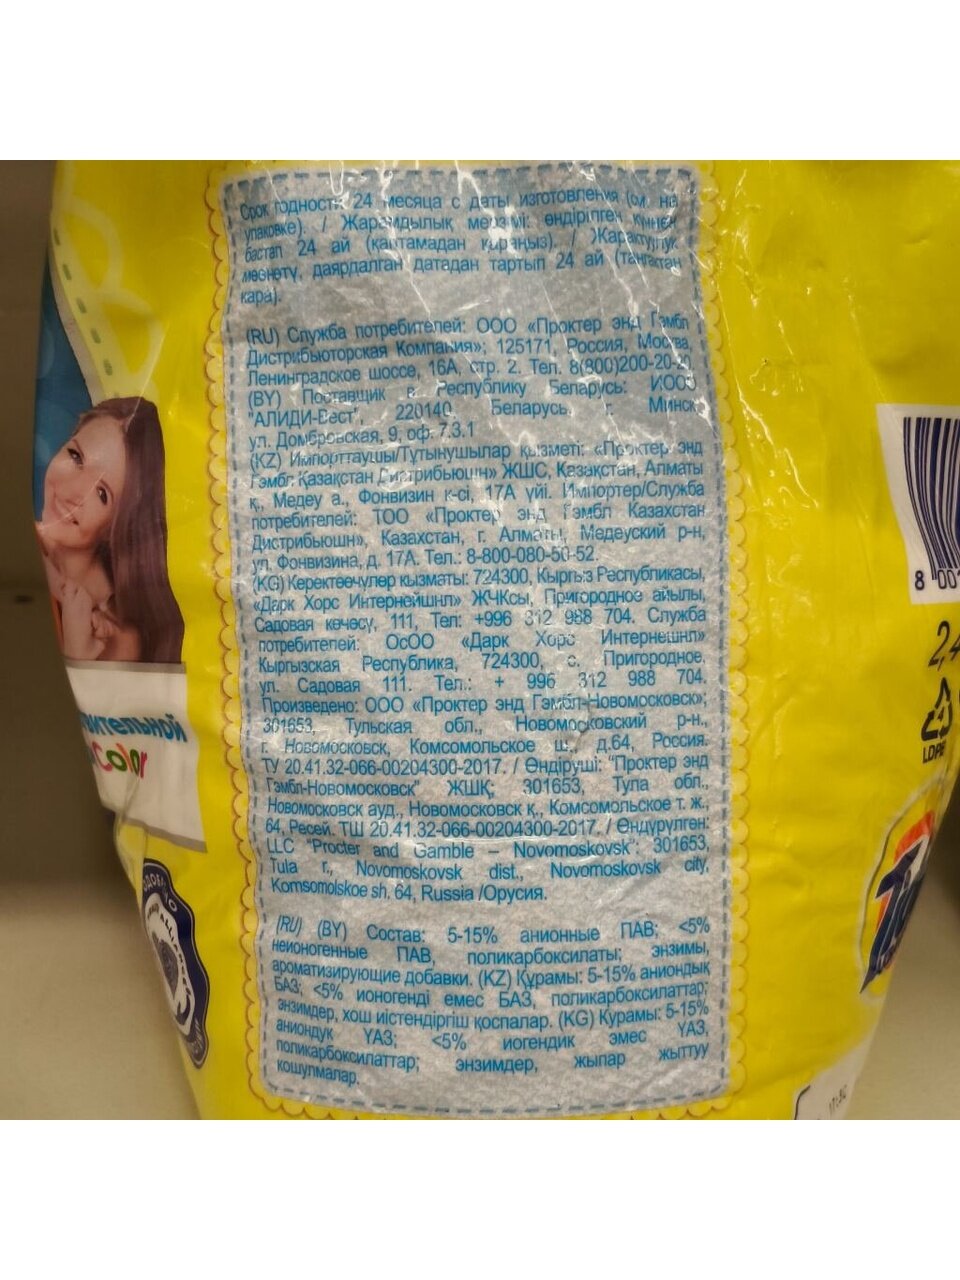 Срок годности 24 месяца с даты изготовления (см. на
упаковке). / Жарамдылық мерзімі: өндірілген күннен
бастап 24 ай (қаптамадан қараңыз). / Жарактуулук
мөөнөтү, даярдалган датадан тартып 24 ай (таңгактан
кара).
(RU) Служба потребителей: ООО «Проктер энд Гэмбл
Дистрибьюторская Компания»; 125171, Россия, Москва,
Ленинградское шоссе, 16А, стр. 2. Тел. 8(800)200-20-20
(BY) Поставщик в Республику Беларусь: ИООО
"АЛИДИ-Вест", 220140, Беларусь, г. Минск,
ул. Домбровская, 9, оф. 7.3.1
(KZ) Импорттаушы/Тұтынушылар қызметі: «Проктер энд
Гэмбл Қазақстан Дистрибьюшн» ЖШС, Қазақстан, Алматы
қ, Медеу а., Фонвизин к-сі, 17А үйі. Импортер/Служба
потребителей: ТОО «Проктер энд Гэмбл Казахстан
Дистрибьюшн», Казахстан, г. Алматы, Медеуский р-н,
ул. Фонвизина, д. 17А. Тел.: 8-800-080-50-52.
(KG) Керектөөчүлөр кызматы: 724300, Кыргыз Республикасы,
«Дарк Хорс Интернейшнл» ЖЧКсы, Пригородное айылы,
Садовая көчөсү, 111, Тел: +996 312 988 704. Служба
потребителей: ОсОО «Дарк Хорс Интернешнл»
Кыргызская Республика, 724300, с. Пригородное,
ул. Садовая 111. Тел.: + 996 312 988 704.
Произведено: ООО «Проктер энд Гэмбл-Новомосковск»;
301653, Тульская обл., Новомосковский р-н.,
г. Новомосковск, Комсомольское ш., д.64, Россия.
ТУ 20.41.32-066-00204300-2017. / Өндіруші: "Проктер энд
Гэмбл-Новомосковск" ЖШҚ; 301653, Тула обл.,
Новомосковск ауд., Новомосковск қ., Комсомольское т. ж.,
64, Ресей. ТШ 20.41.32-066-00204300-2017. / Өндүрүлгөн:
LLC "Procter and Gamble – Novomoskovsk": 301653,
Tula r., Novomoskovsk dist., Novomoskovsk city,
Komsomolskoe sh. 64, Russia /Орусия.
(RU) (BY) Состав: 5-15% анионные ПАВ; <5%
неионогенные ПАВ, поликарбоксилаты; энзимы,
ароматизирующие добавки. (KZ) Құрамы: 5-15% аниондық
БАЗ; <5% ионогенді емес БАЗ, поликарбоксилаттар;
энзимдер, хош иістендіргіш қоспалар. (KG) Курамы: 5-15%
аниондук ҮАЗ; <5% иогендик эмес ҮАЗ,
поликарбоксилаттар; энзимдер, жыпар жыттуу
кошулмалар.
Color
2,4
LDPE